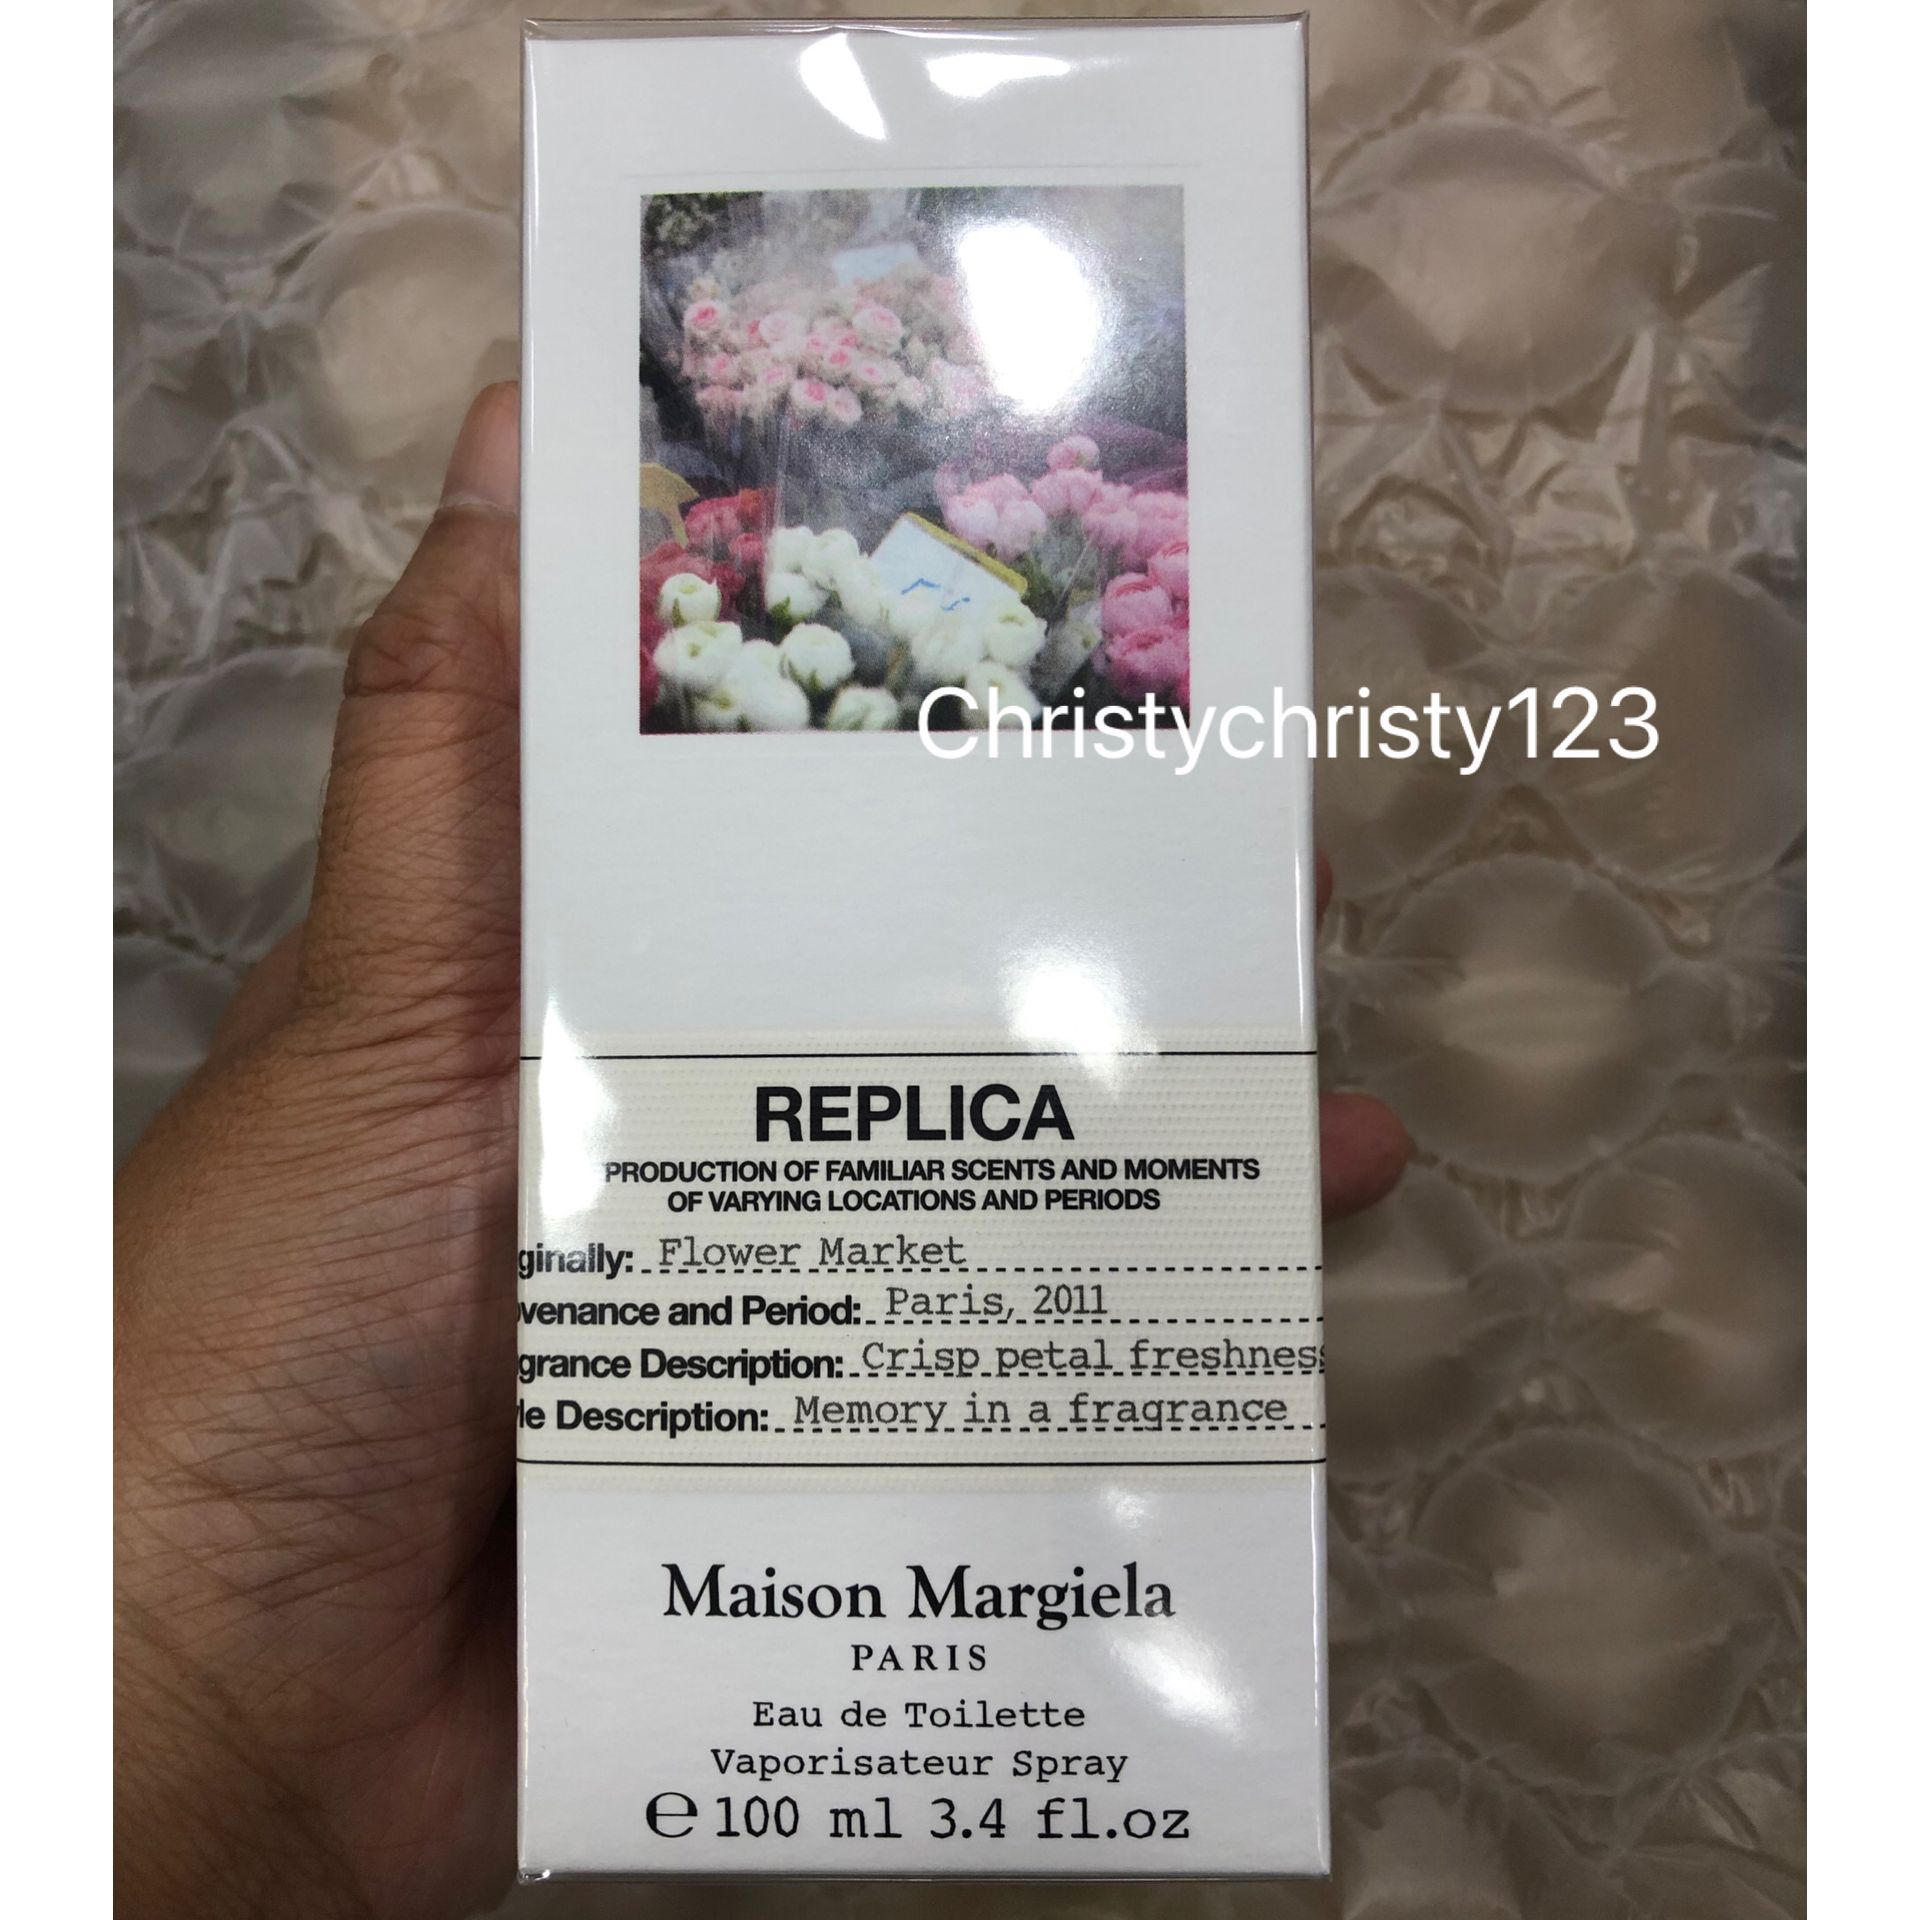 Christychristy123
REPLICA
PRODUCTION OF FAMILIAR SCENTS AND MOMENTS
OF VARYING LOCATIONS AND PERIODS
ginally: Flower Market
venance and Period: Paris, 2011
grance Description: Crisp petal freshness
le Description: Memory in a fragrance
Maison Margiela
PARIS
Eau de Toilette
Vaporisateur Spray
℮ 100 ml 3.4 fl.oz